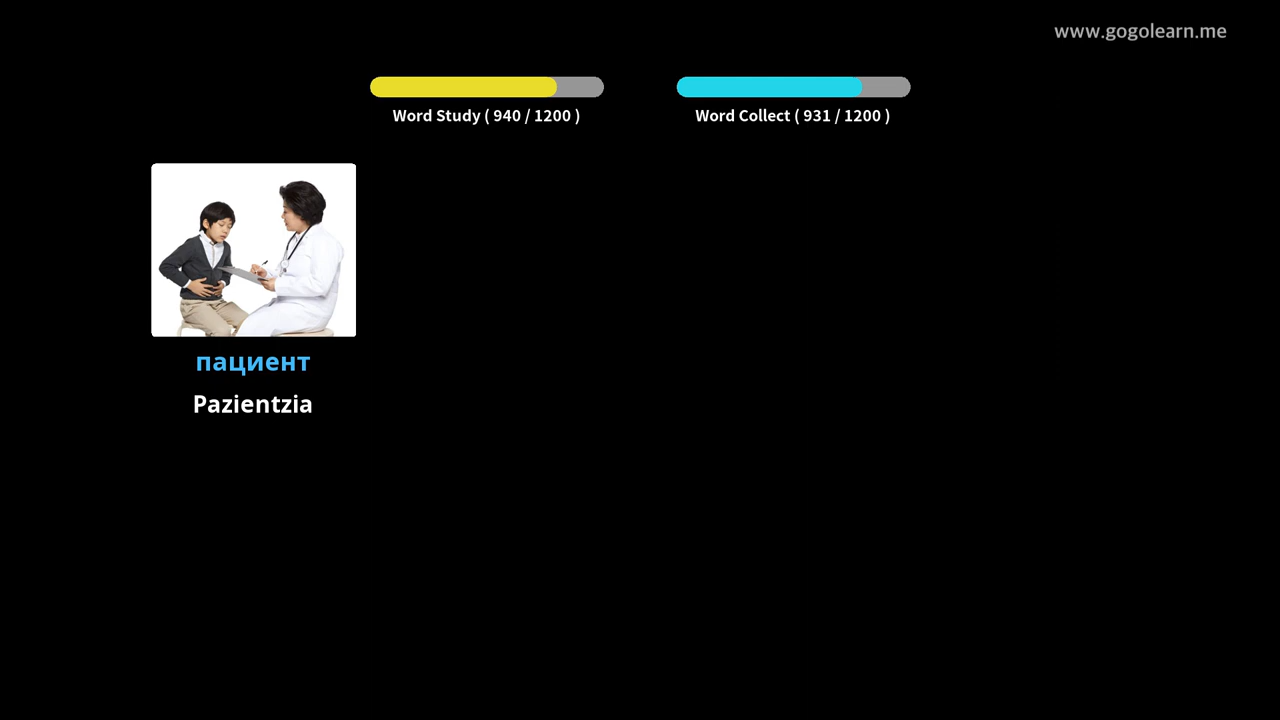 www.gogolearn.me
Word Study ( 940 / 1200 )
Word Collect ( 931 / 1200 )
пациент
Pazientzia